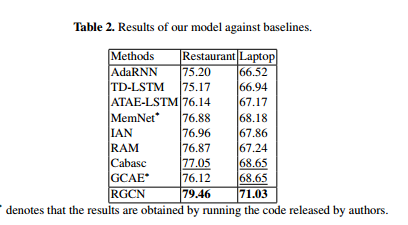 Table 2. Results of our model against baselines.
Methods Restaurant Laptop
AdaRNN 75.20 66.52
TD-LSTM 75.17 66.94
ATAE-LSTM 76.14 67.17
MemNet* 76.88 68.18
IAN 76.96 67.86
RAM 76.87 67.24
Cabasc 77.05 68.65
GCAE* 76.12 68.65
RGCN 79.46 71.03
* denotes that the results are obtained by running the code released by authors.